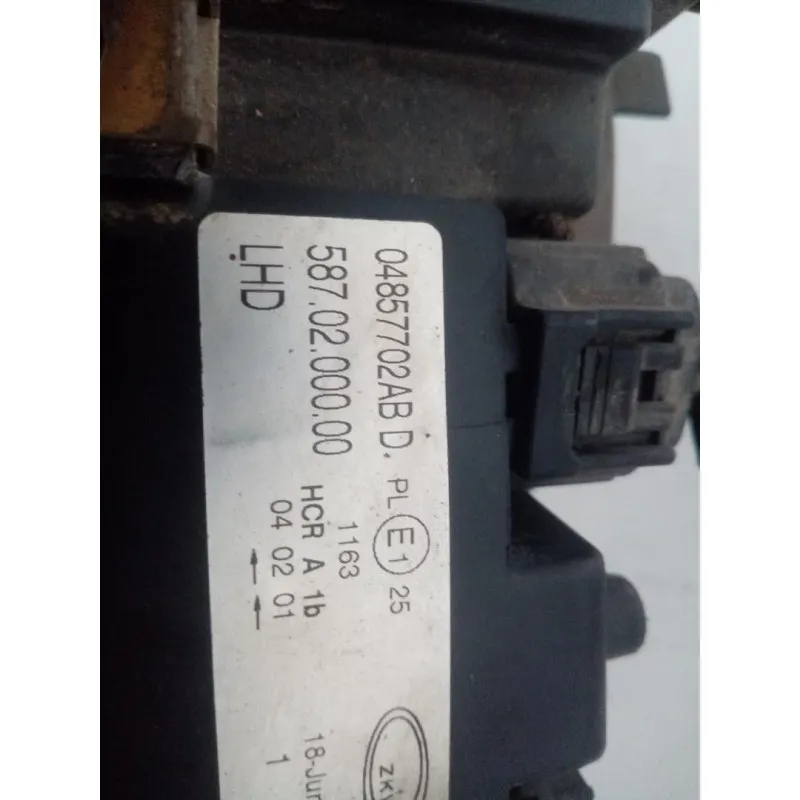 04857702AB D.
587.02.000.00
LHD
PL E1 25
1163
HCR A 1b
04 02 01
← ←
18-Jun
1